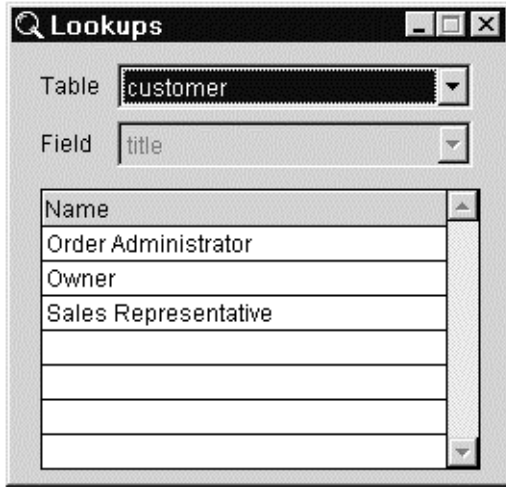 Lookups
Table customer
Field title
Name
Order Administrator
Owner
Sales Representative